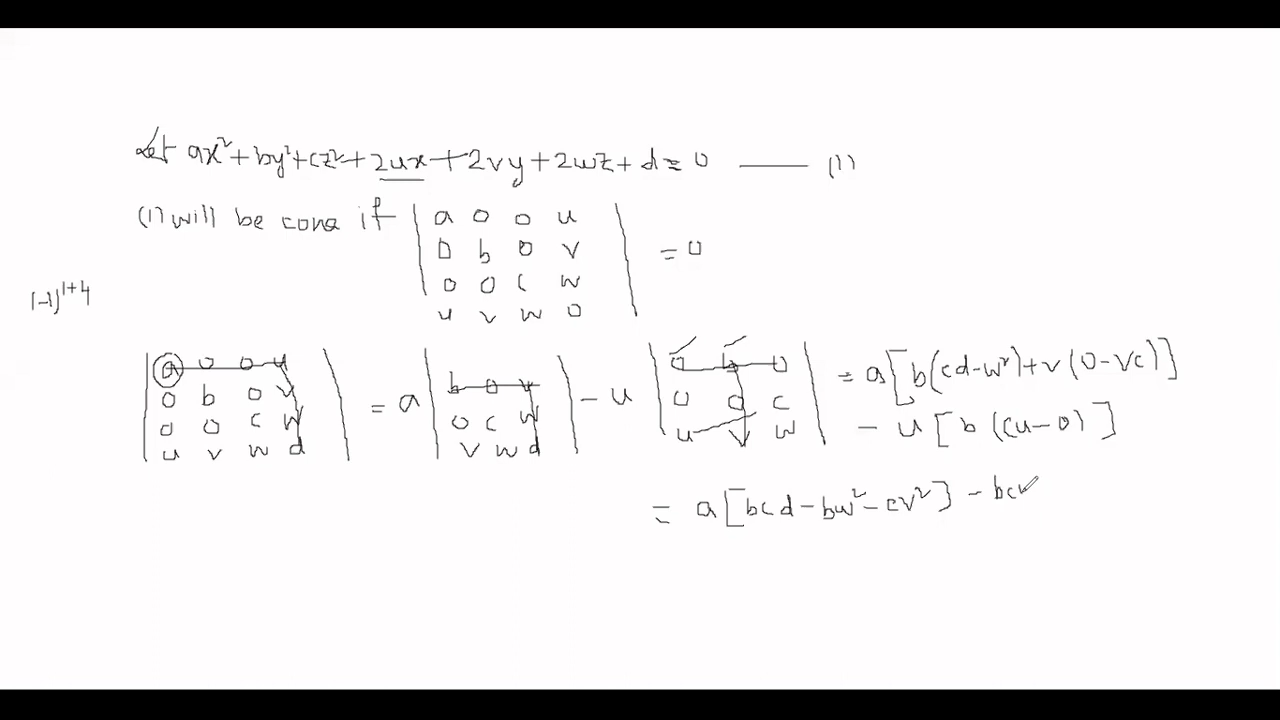 Let ax²+by²+cz²+2ux+2vy+2wz+d=0 —— (1)
(1) will be cone if | a 0 0 u |
| 0 b 0 v | = 0
| 0 0 c w |
| u v w 0 |
(-1)^{1+4}
| a 0 0 u |
| 0 b 0 v |
| 0 0 c w |
| u v w d |
= a | b 0 v |
| 0 c w |
| v w d |
- u | 0 b 0 |
| 0 0 c |
| u v w |
= a[b(cd-w²)+v(0-vc)]
- u[b(cu-0)]
= a[bcd-bw²-cv²] - bc